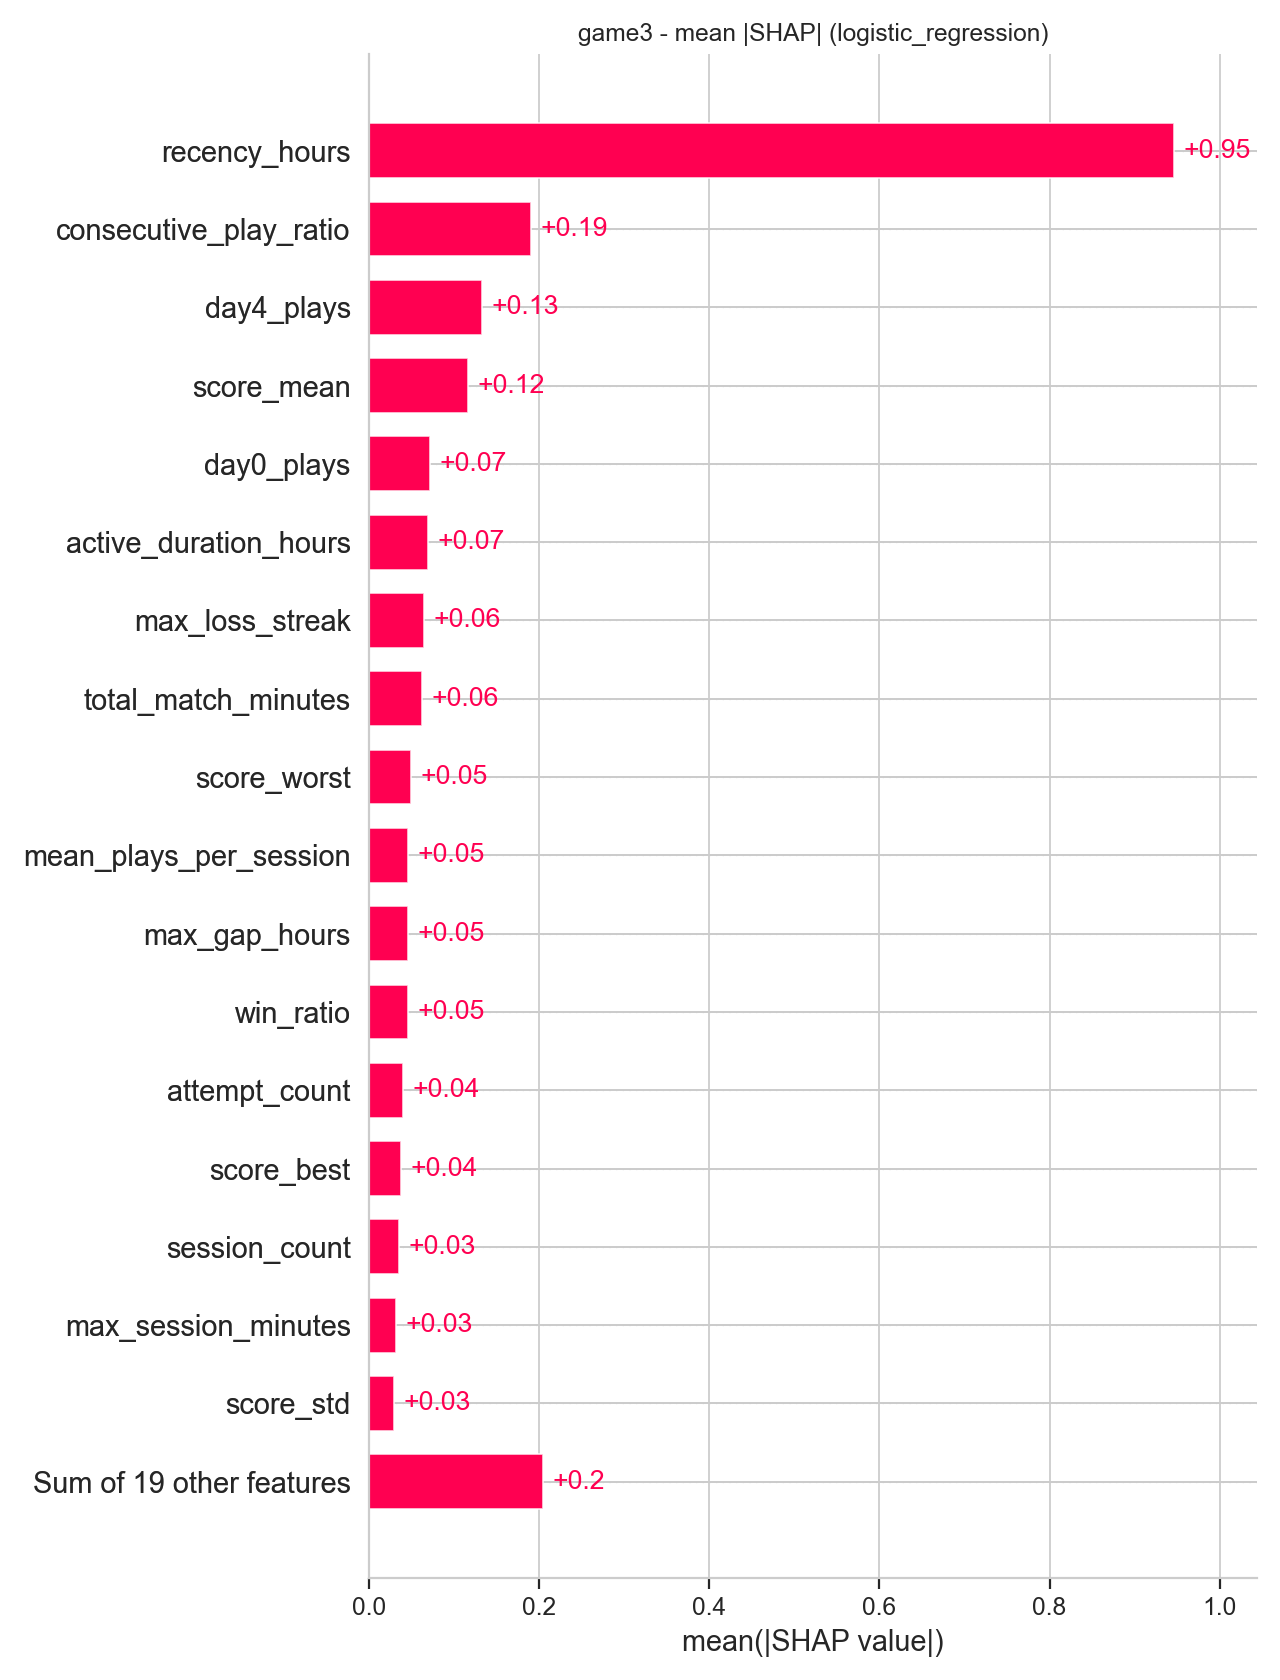 game3 - mean |SHAP| (logistic_regression)
recency_hours +0.95
consecutive_play_ratio +0.19
day4_plays +0.13
score_mean +0.12
day0_plays +0.07
active_duration_hours +0.07
max_loss_streak +0.06
total_match_minutes +0.06
score_worst +0.05
mean_plays_per_session +0.05
max_gap_hours +0.05
win_ratio +0.05
attempt_count +0.04
score_best +0.04
session_count +0.03
max_session_minutes +0.03
score_std +0.03
Sum of 19 other features +0.2
0.0 0.2 0.4 0.6 0.8 1.0
mean(|SHAP value|)